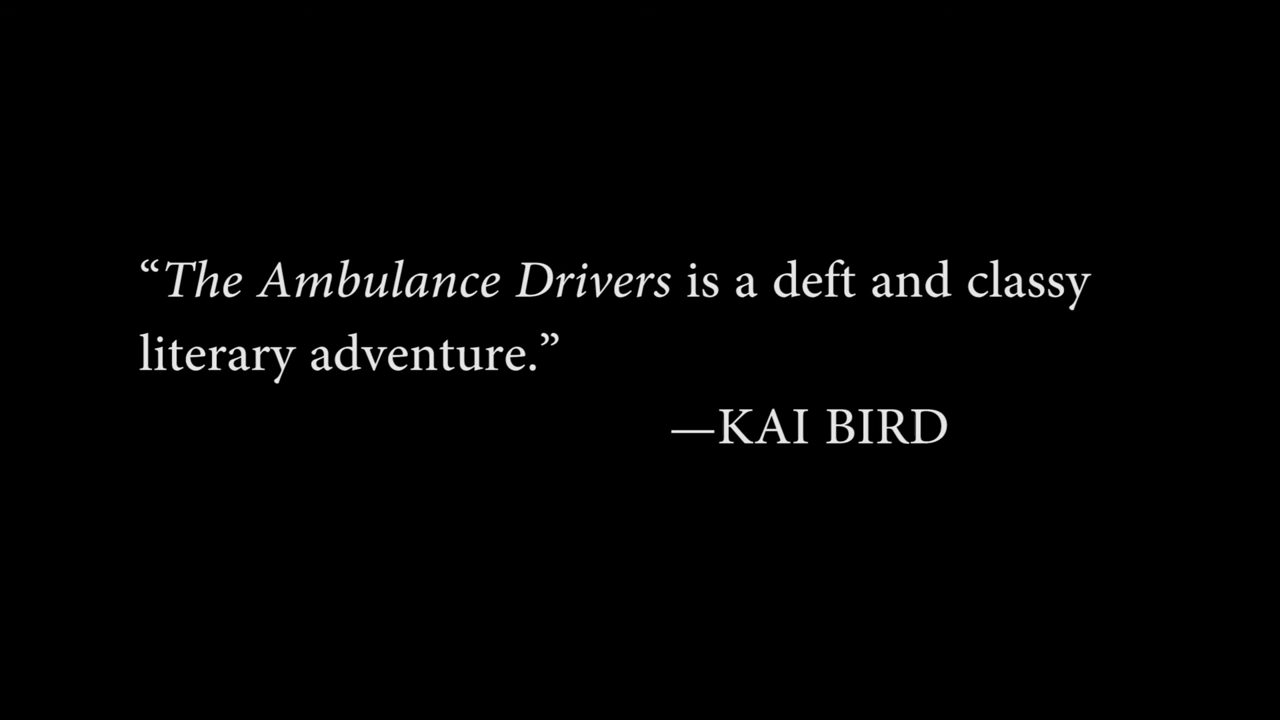 “The Ambulance Drivers is a deft and classy
literary adventure.”
—KAI BIRD